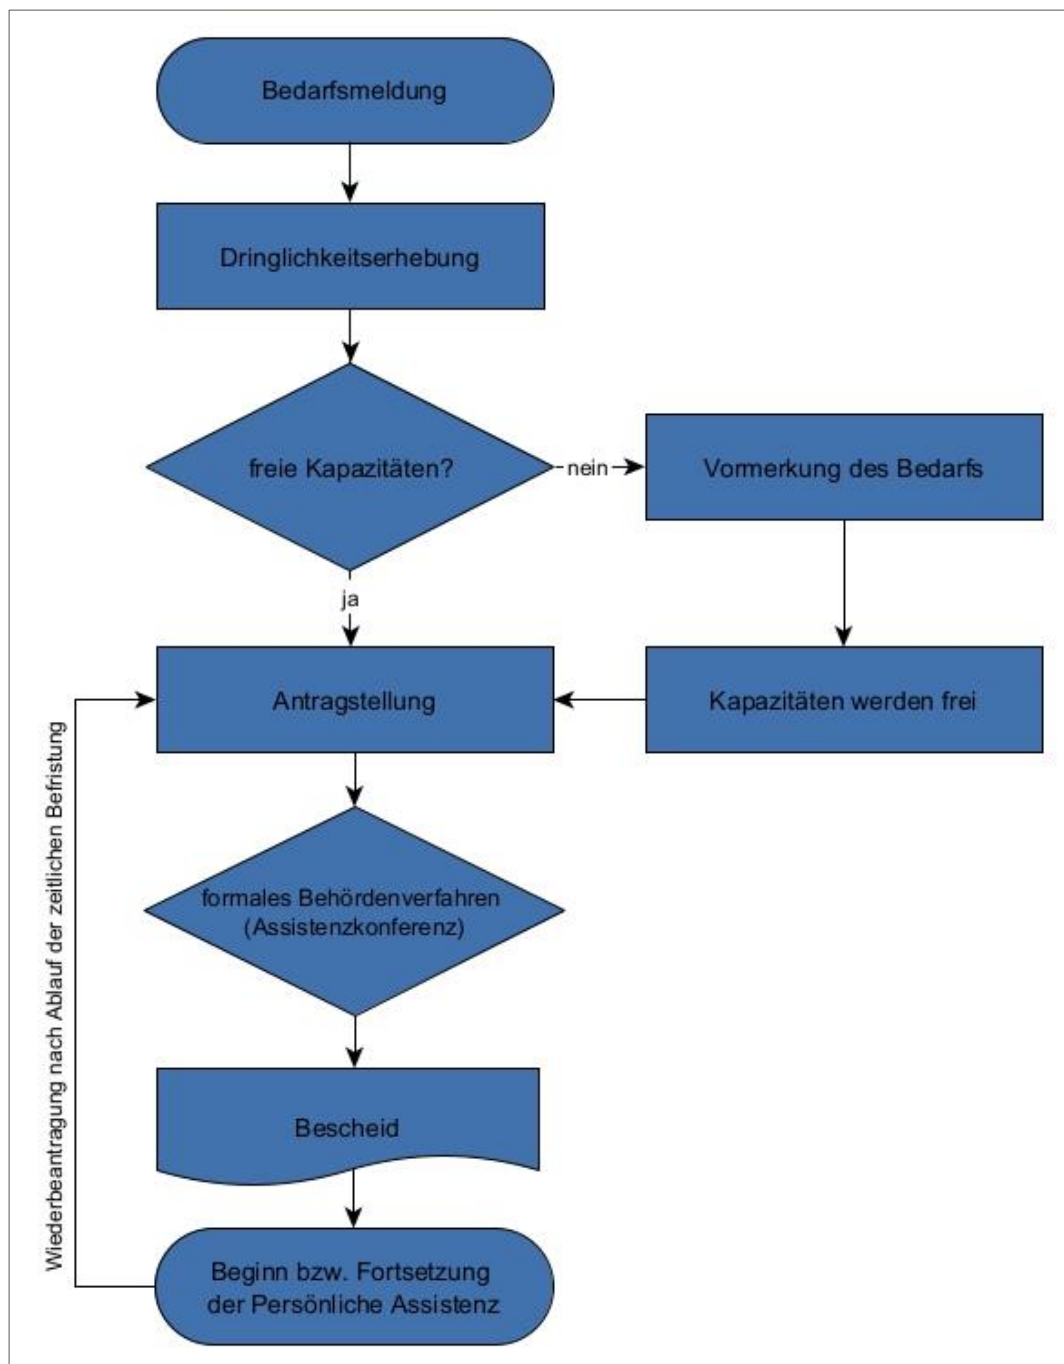 Bedarfsmeldung
Dringlichkeitserhebung
freie Kapazitäten?
nein
Vormerkung des Bedarfs
ja
Antragstellung
Kapazitäten werden frei
Wiederbeantragung nach Ablauf der zeitlichen Befristung
formales Behördenverfahren
(Assistenzkonferenz)
Bescheid
Beginn bzw. Fortsetzung
der Persönliche Assistenz